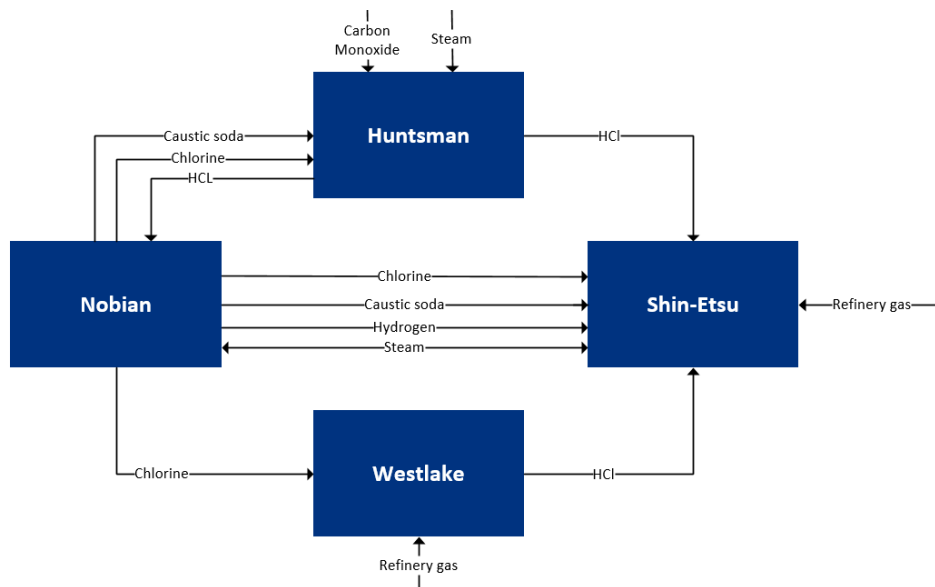 Carbon
Monoxide
Steam
Huntsman
Caustic soda
HCl
Chlorine
HCL
Nobian
Chlorine
Caustic soda
Hydrogen
Steam
Shin-Etsu
Refinery gas
Westlake
Chlorine
HCl
Refinery gas